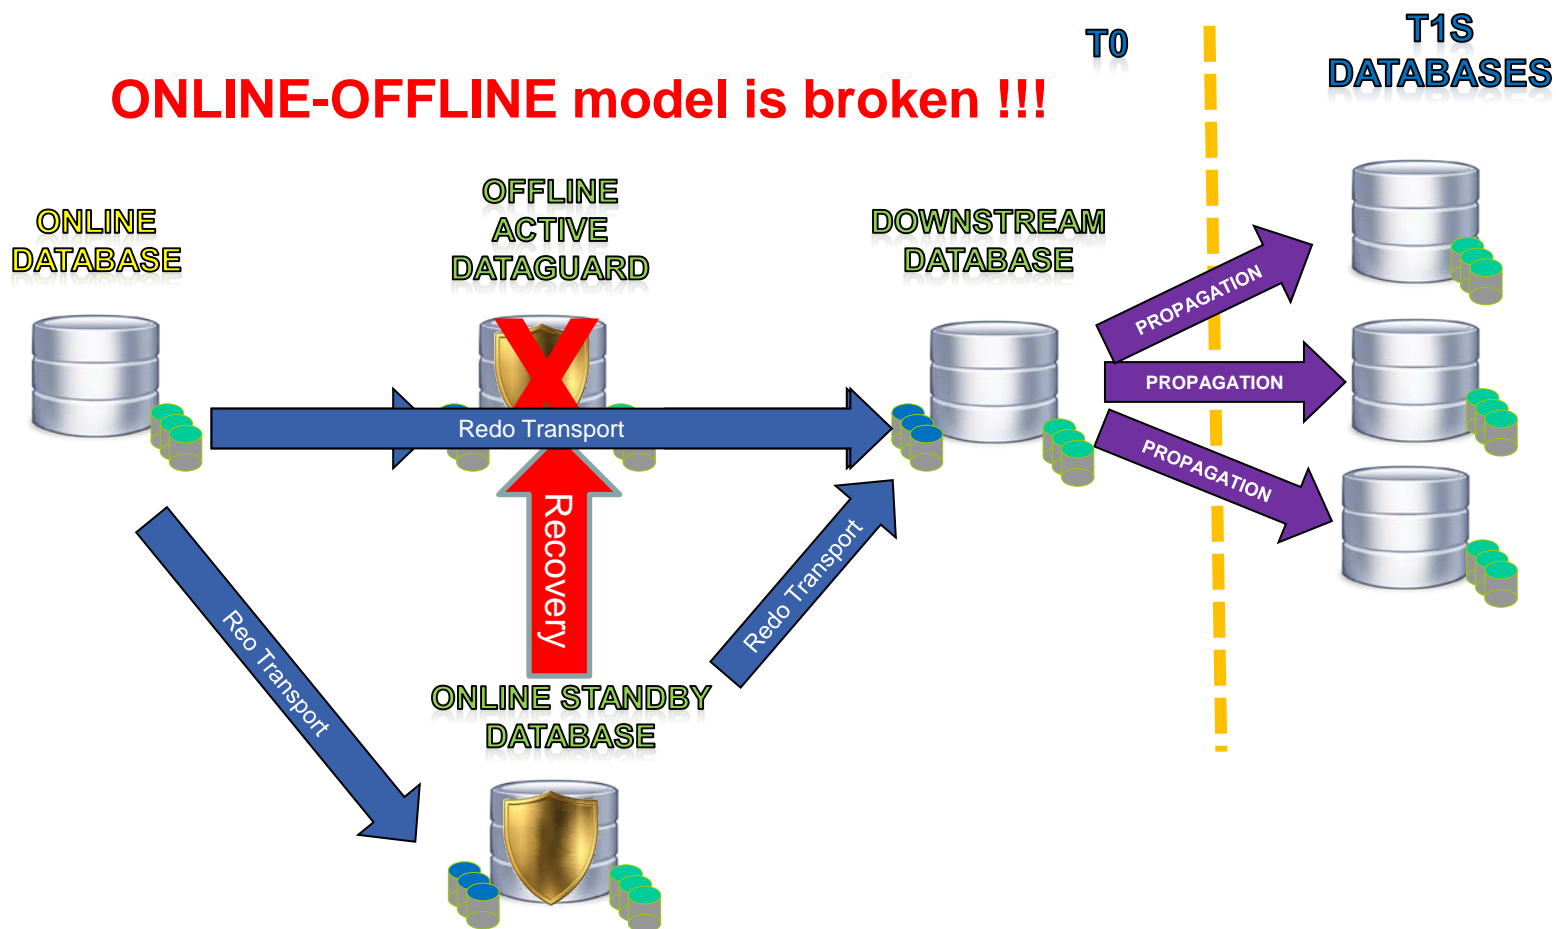 T0
T1S
DATABASES
ONLINE-OFFLINE model is broken !!!
OFFLINE
ACTIVE
DATAGUARD
ONLINE
DATABASE
DOWNSTREAM
DATABASE
PROPAGATION
PROPAGATION
PROPAGATION
Redo Transport
Recovery
Redo Transport
Reo Transport
ONLINE STANDBY
DATABASE